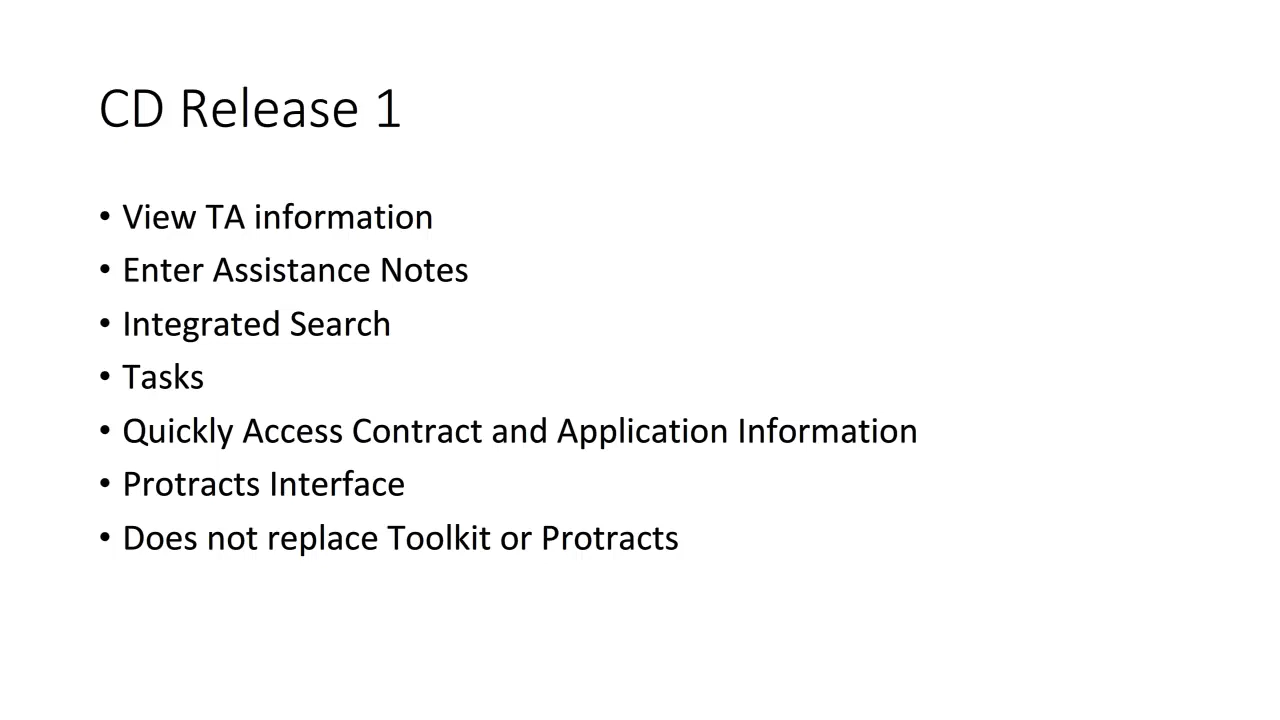 CD Release 1
• View TA information
• Enter Assistance Notes
• Integrated Search
• Tasks
• Quickly Access Contract and Application Information
• Protracts Interface
• Does not replace Toolkit or Protracts